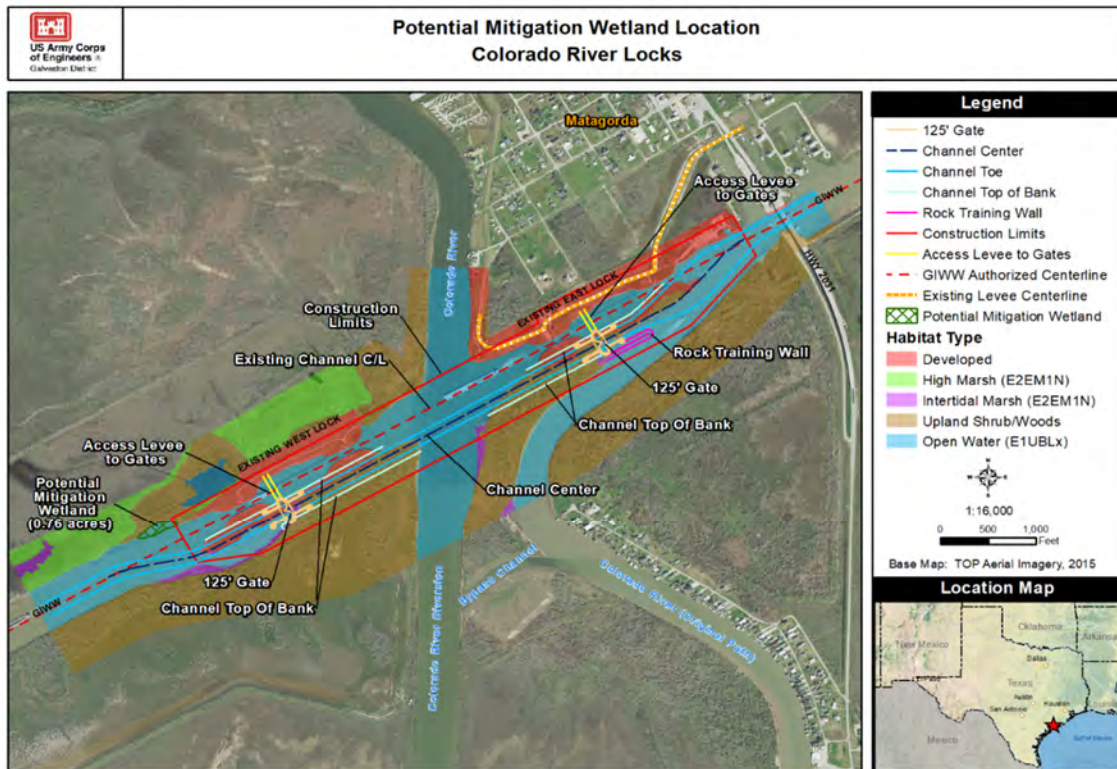 US Army Corps
of Engineers ®
Galveston District
Potential Mitigation Wetland Location
Colorado River Locks
Matagorda
Access Levee
to Gates
GIWW
HWY 2031
Colorado River
EXISTING EAST LOCK
Construction
Limits
Existing Channel C/L
Rock Training Wall
125' Gate
Channel Top Of Bank
EXISTING WEST LOCK
Access Levee
to Gates
Potential
Mitigation
Wetland
(0.76 acres)
Channel Center
125' Gate
Channel Top Of Bank
GIWW
Colorado River Diversion
Bypass Channel
Colorado River (Original Path)
Legend
125' Gate
Channel Center
Channel Toe
Channel Top of Bank
Rock Training Wall
Construction Limits
Access Levee to Gates
GIWW Authorized Centerline
Existing Levee Centerline
Potential Mitigation Wetland
Habitat Type
Developed
High Marsh (E2EM1N)
Intertidal Marsh (E2EM1N)
Upland Shrub/Woods
Open Water (E1UBLx)
N
W E
S
1:16,000
0 500 1,000
Feet
Base Map: TOP Aerial Imagery, 2015
Location Map
Oklahoma
Arkansas
New Mexico
Dallas
El Paso
Texas
Austin
Houston
San Antonio
Louisiana
Mexico
Gulf of Mexico